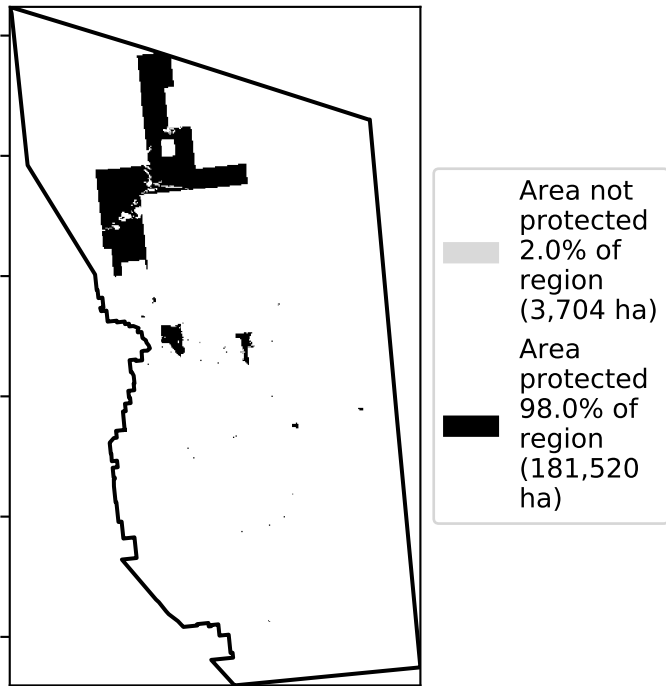 Area not
protected
2.0% of
region
(3,704 ha)
Area
protected
98.0% of
region
(181,520
ha)